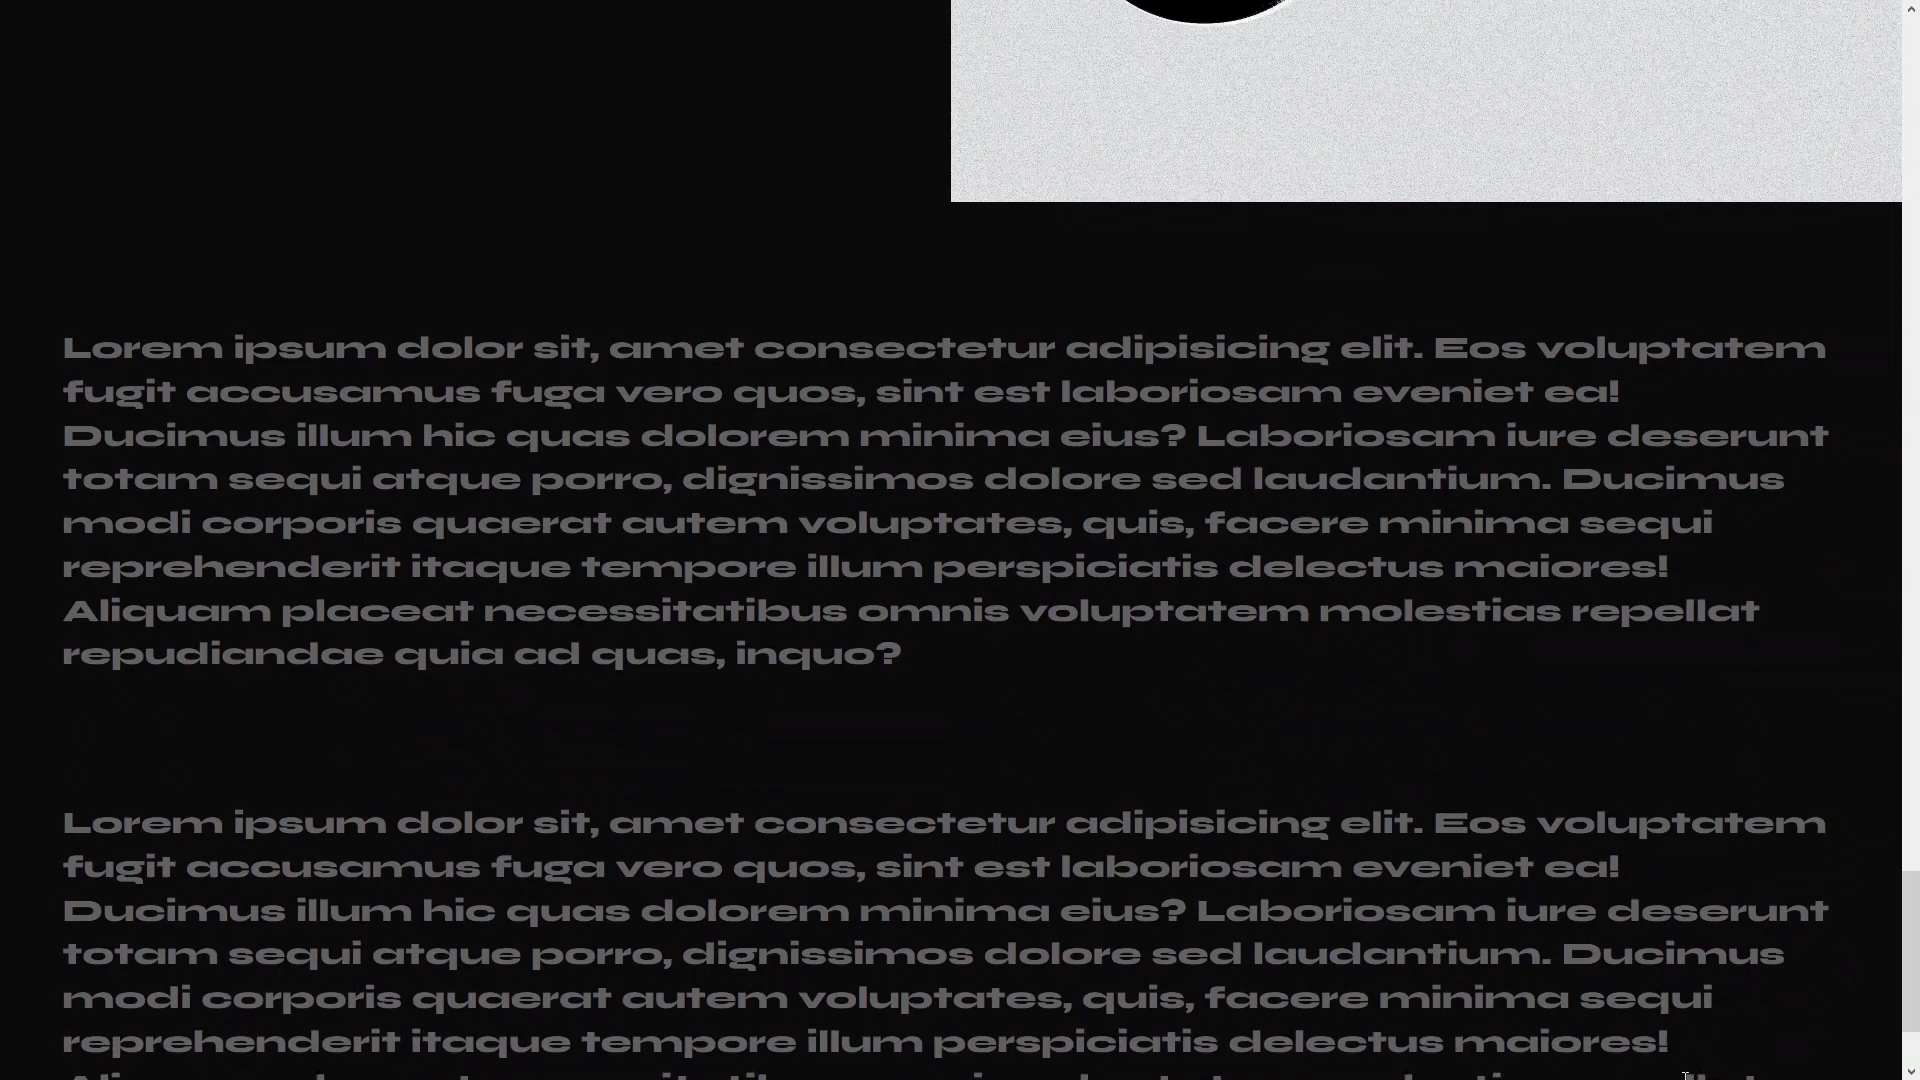 Lorem ipsum dolor sit, amet consectetur adipisicing elit. Eos voluptatem
fugit accusamus fuga vero quos, sint est laboriosam eveniet ea!
Ducimus illum hic quas dolorem minima eius? Laboriosam iure deserunt
totam sequi atque porro, dignissimos dolore sed laudantium. Ducimus
modi corporis quaerat autem voluptates, quis, facere minima sequi
reprehenderit itaque tempore illum perspiciatis delectus maiores!
Aliquam placeat necessitatibus omnis voluptatem molestias repellat
repudiandae quia ad quas, inquo?
Lorem ipsum dolor sit, amet consectetur adipisicing elit. Eos voluptatem
fugit accusamus fuga vero quos, sint est laboriosam eveniet ea!
Ducimus illum hic quas dolorem minima eius? Laboriosam iure deserunt
totam sequi atque porro, dignissimos dolore sed laudantium. Ducimus
modi corporis quaerat autem voluptates, quis, facere minima sequi
reprehenderit itaque tempore illum perspiciatis delectus maiores!